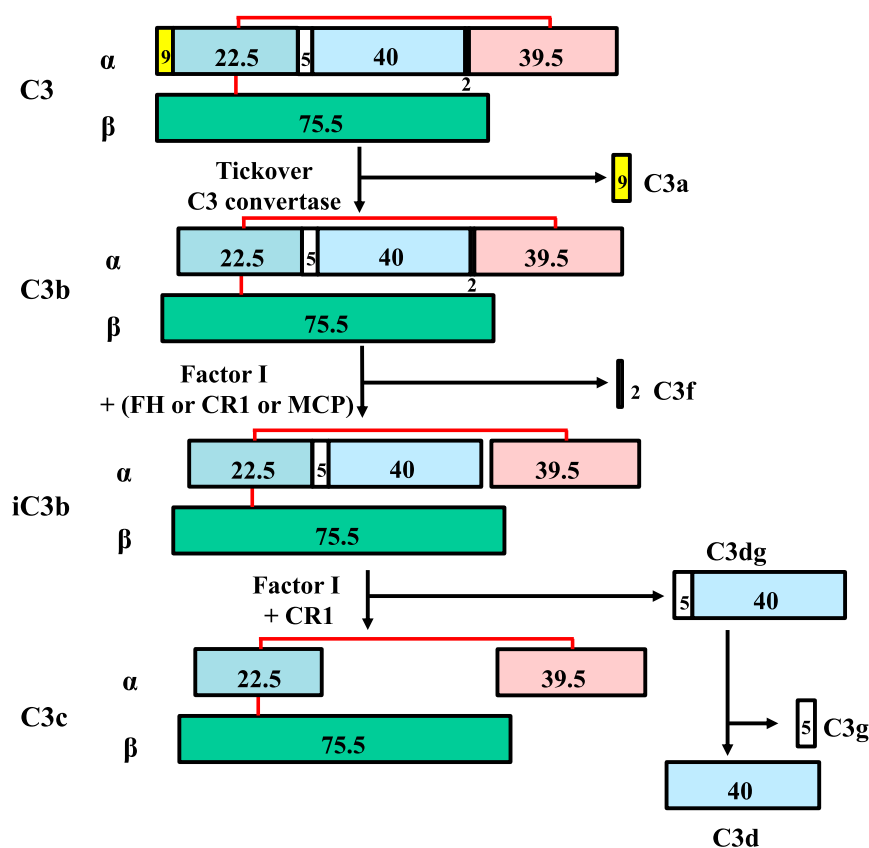 α 9 22.5 5 40 39.5
C3 2
β 75.5
Tickover
C3 convertase
9 C3a
α 22.5 5 40 39.5
C3b 2
β 75.5
Factor I
+ (FH or CR1 or MCP)
2 C3f
α 22.5 5 40 39.5
iC3b
β 75.5
C3dg
Factor I
+ CR1
5 40
α 22.5 39.5
C3c
β 75.5
5 C3g
40
C3d